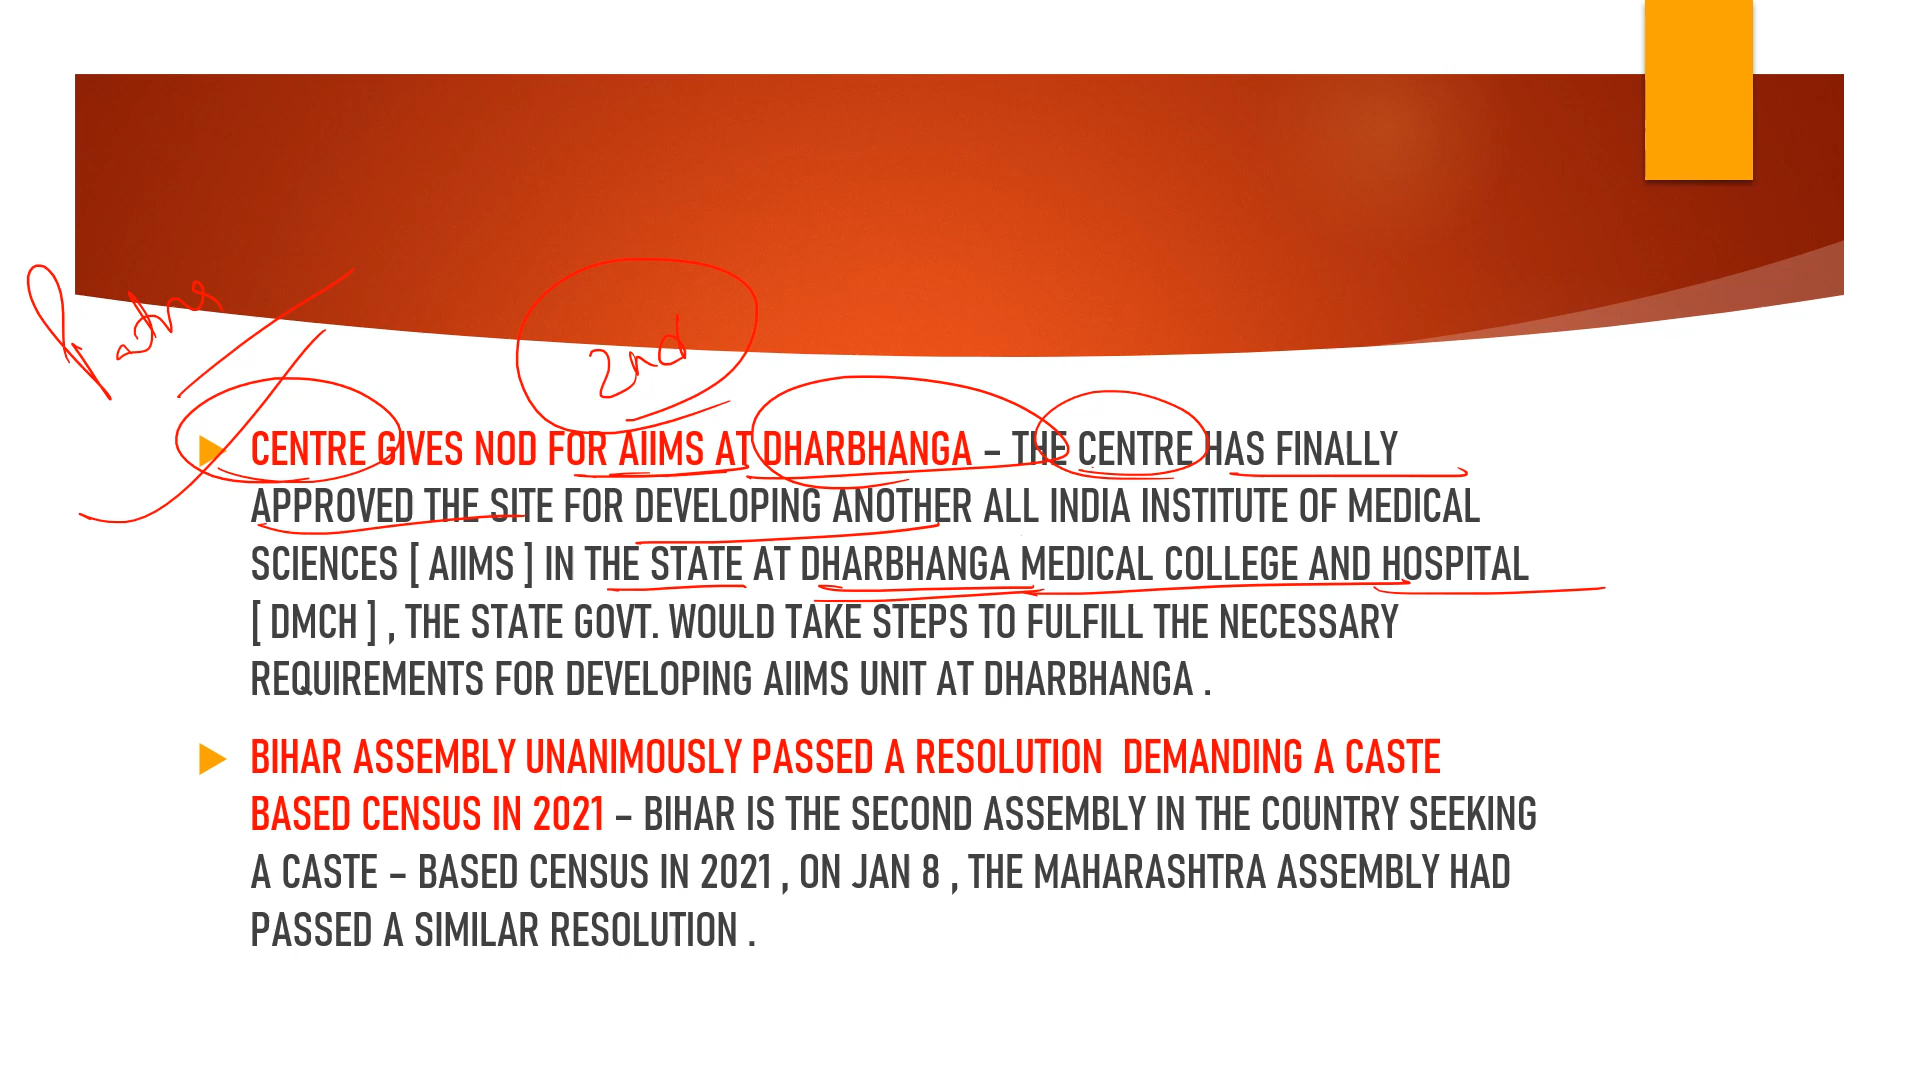 Patna
2nd
CENTRE GIVES NOD FOR AIIMS AT DHARBHANGA – THE CENTRE HAS FINALLY
APPROVED THE SITE FOR DEVELOPING ANOTHER ALL INDIA INSTITUTE OF MEDICAL
SCIENCES [ AIIMS ] IN THE STATE AT DHARBHANGA MEDICAL COLLEGE AND HOSPITAL
[ DMCH ] , THE STATE GOVT. WOULD TAKE STEPS TO FULFILL THE NECESSARY
REQUIREMENTS FOR DEVELOPING AIIMS UNIT AT DHARBHANGA .
BIHAR ASSEMBLY UNANIMOUSLY PASSED A RESOLUTION DEMANDING A CASTE
BASED CENSUS IN 2021 – BIHAR IS THE SECOND ASSEMBLY IN THE COUNTRY SEEKING
A CASTE – BASED CENSUS IN 2021 , ON JAN 8 , THE MAHARASHTRA ASSEMBLY HAD
PASSED A SIMILAR RESOLUTION .